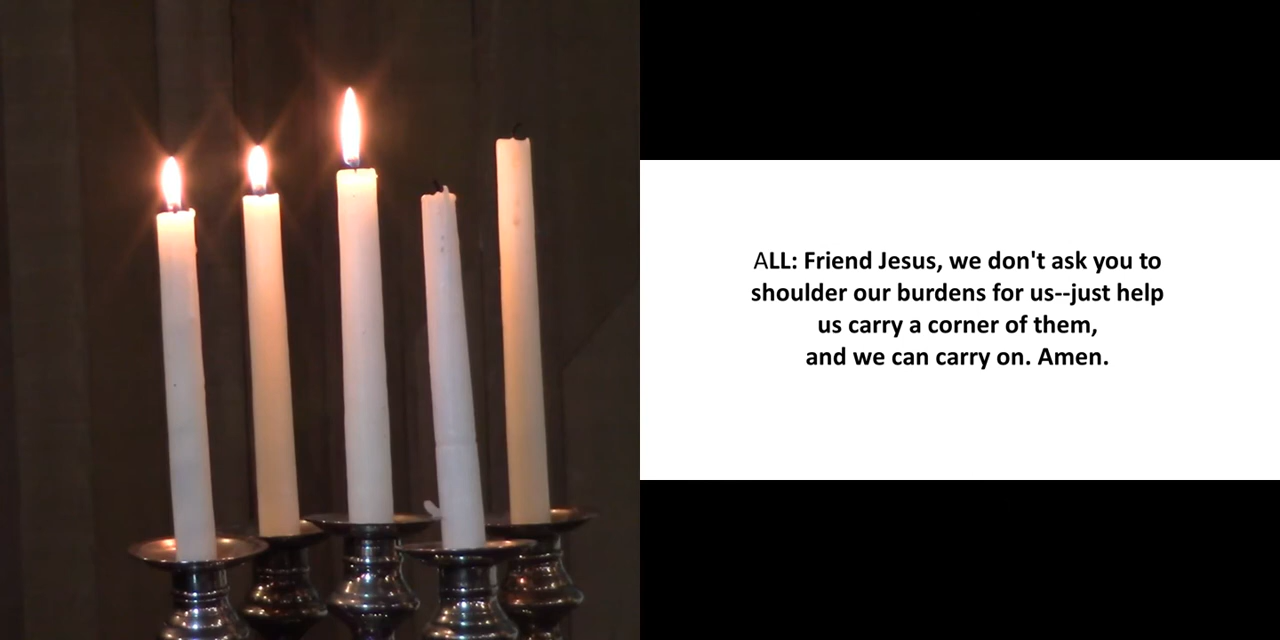 ALL: Friend Jesus, we don't ask you to
shoulder our burdens for us--just help
us carry a corner of them,
and we can carry on. Amen.